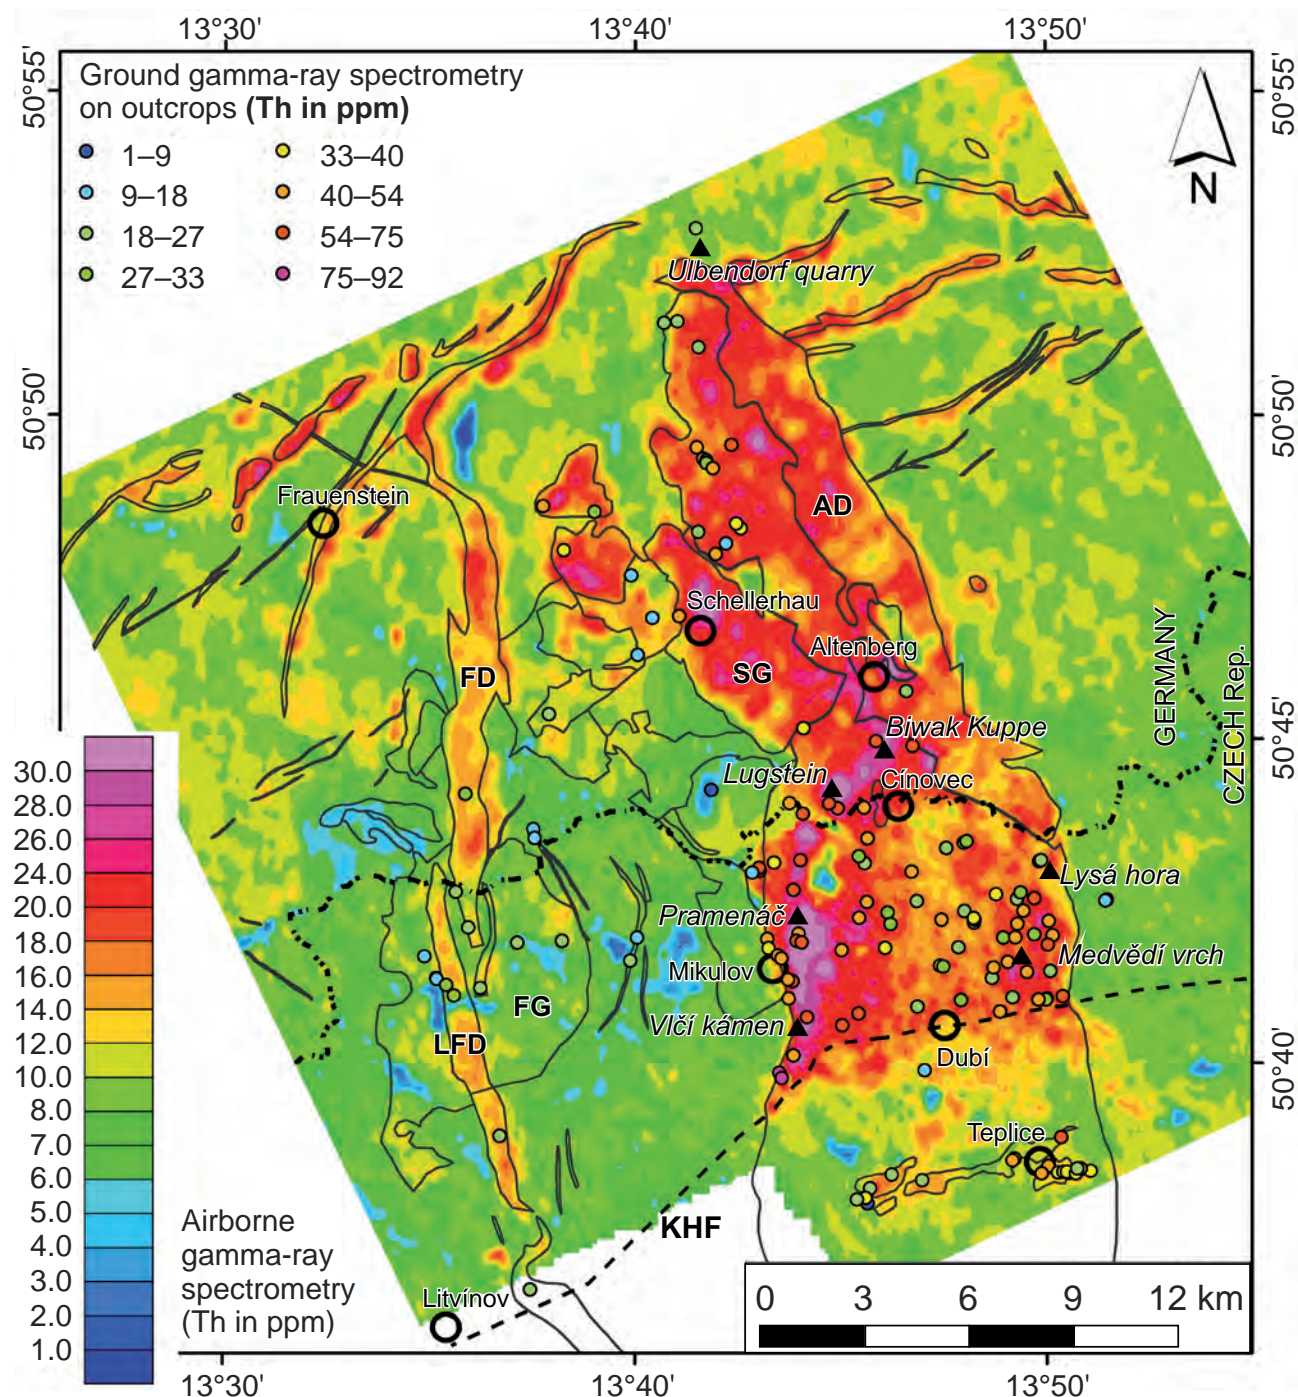 13°30'
13°40'
13°50'
50°55'
50°55'
Ground gamma-ray spectrometry
on outcrops (Th in ppm)
1–9
33–40
9–18
40–54
18–27
54–75
27–33
75–92
N
Ulbendorf quarry
50°50'
50°50'
Frauenstein
AD
Schellerhau
Altenberg
SG
FD
GERMANY
CZECH Rep.
Biwak Kuppe
50°45'
Lugstein
Cínovec
Lysá hora
Pramenáč
Medvědí vrch
Mikulov
FG
Vlčí kámen
LFD
Dubí
50°40'
Teplice
KHF
Litvínov
30.0
28.0
26.0
24.0
20.0
18.0
16.0
14.0
12.0
10.0
8.0
7.0
6.0
5.0
4.0
3.0
2.0
1.0
Airborne
gamma-ray
spectrometry
(Th in ppm)
0 3 6 9 12 km
13°30'
13°40'
13°50'